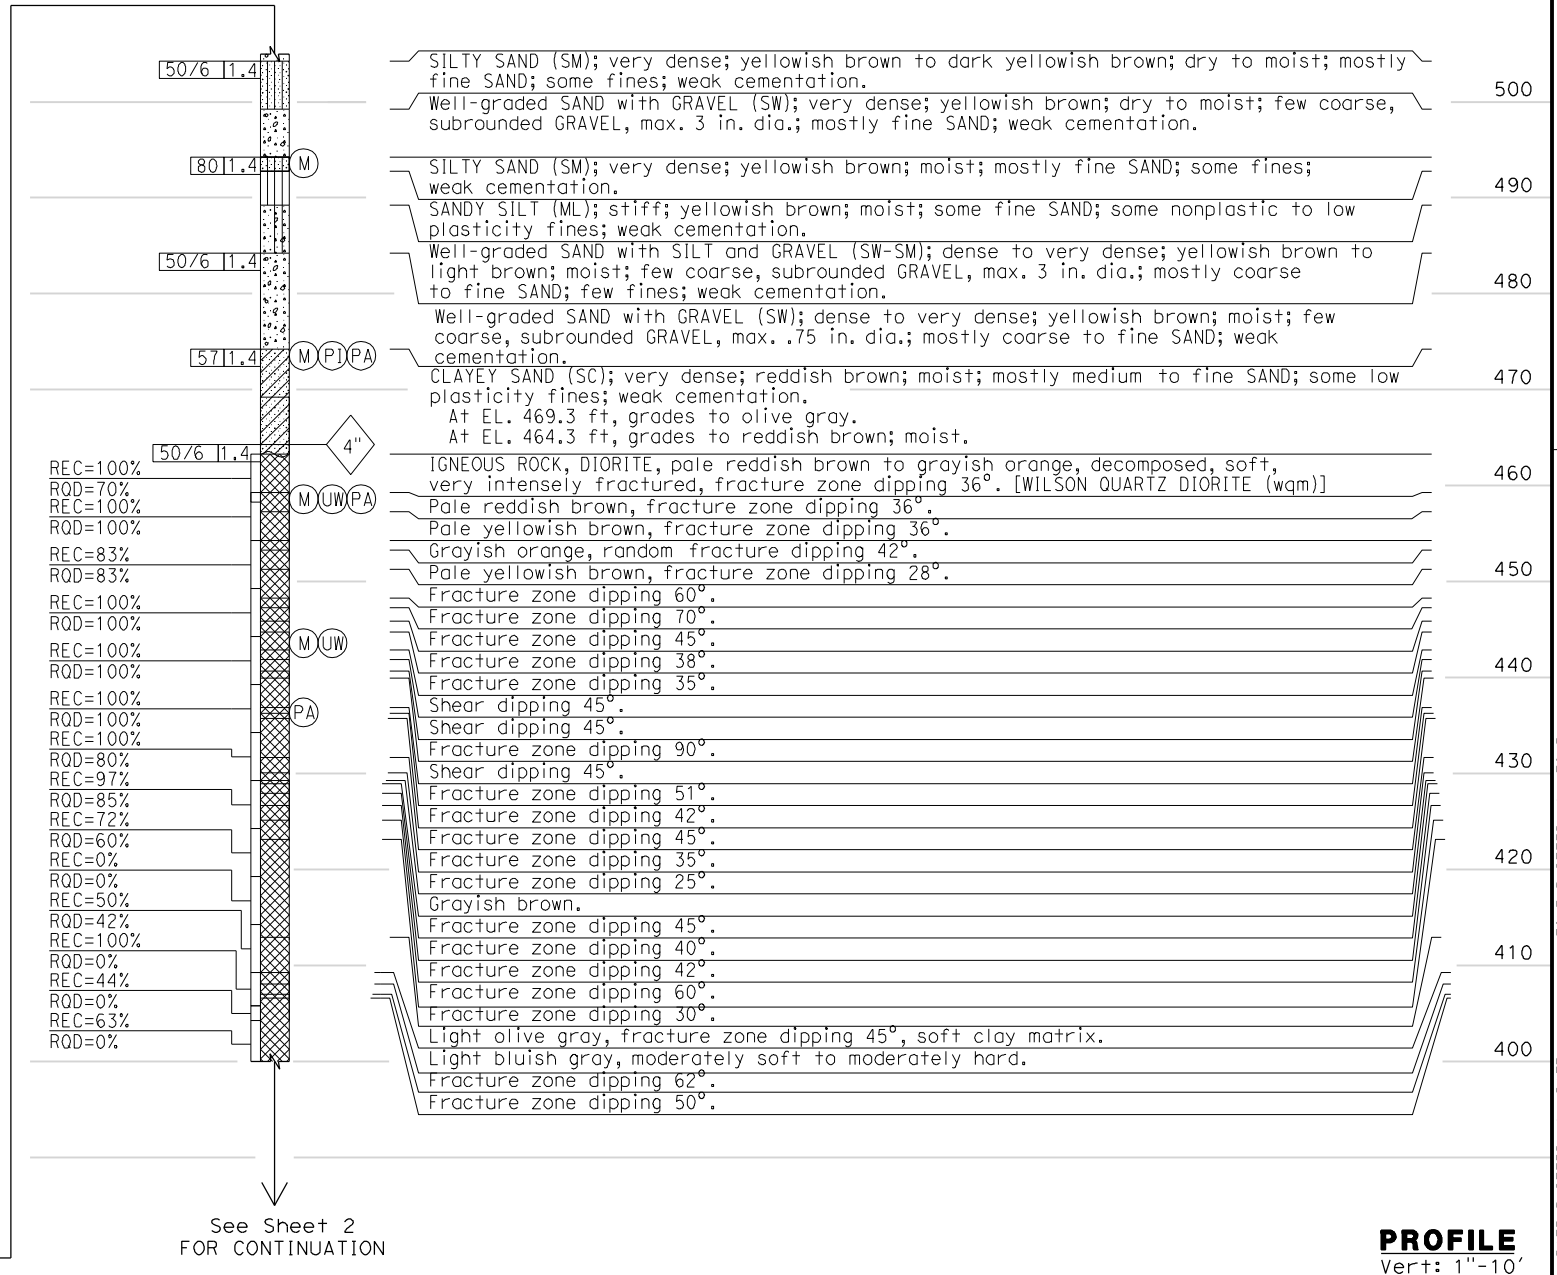 50/6 1.4
80 1.4 M
50/6 1.4
57 1.4 M PI PA
50/6 1.4
4"
REC=100%
RQD=70%
REC=100%
RQD=100%
REC=83%
RQD=83%
REC=100%
RQD=100%
REC=100%
RQD=100%
REC=100%
RQD=100%
REC=100%
RQD=80%
REC=97%
RQD=85%
REC=72%
RQD=60%
REC=0%
RQD=0%
REC=50%
RQD=42%
REC=100%
RQD=0%
REC=44%
RQD=0%
REC=63%
RQD=0%
M UW PA
M UW
PA
SILTY SAND (SM); very dense; yellowish brown to dark yellowish brown; dry to moist; mostly
fine SAND; some fines; weak cementation.
Well-graded SAND with GRAVEL (SW); very dense; yellowish brown; dry to moist; few coarse,
subrounded GRAVEL, max. 3 in. dia.; mostly fine SAND; weak cementation.
SILTY SAND (SM); very dense; yellowish brown; moist; mostly fine SAND; some fines;
weak cementation.
SANDY SILT (ML); stiff; yellowish brown; moist; some fine SAND; some nonplastic to low
plasticity fines; weak cementation.
Well-graded SAND with SILT and GRAVEL (SW-SM); dense to very dense; yellowish brown to
light brown; moist; few coarse, subrounded GRAVEL, max. 3 in. dia.; mostly coarse
to fine SAND; few fines; weak cementation.
Well-graded SAND with GRAVEL (SW); dense to very dense; yellowish brown; moist; few
coarse, subrounded GRAVEL, max. .75 in. dia.; mostly coarse to fine SAND; weak
cementation.
CLAYEY SAND (SC); very dense; reddish brown; moist; mostly medium to fine SAND; some low
plasticity fines; weak cementation.
At EL. 469.3 ft, grades to olive gray.
At EL. 464.3 ft, grades to reddish brown; moist.
IGNEOUS ROCK, DIORITE, pale reddish brown to grayish orange, decomposed, soft,
very intensely fractured, fracture zone dipping 36°. [WILSON QUARTZ DIORITE (wqm)]
Pale reddish brown, fracture zone dipping 36°.
Pale yellowish brown, fracture zone dipping 36°.
Grayish orange, random fracture dipping 42°.
Pale yellowish brown, fracture zone dipping 28°.
Fracture zone dipping 60°.
Fracture zone dipping 70°.
Fracture zone dipping 45°.
Fracture zone dipping 38°.
Fracture zone dipping 35°.
Shear dipping 45°.
Shear dipping 45°.
Fracture zone dipping 90°.
Shear dipping 45°.
Fracture zone dipping 51°.
Fracture zone dipping 42°.
Fracture zone dipping 45°.
Fracture zone dipping 35°.
Fracture zone dipping 25°.
Grayish brown.
Fracture zone dipping 45°.
Fracture zone dipping 40°.
Fracture zone dipping 42°.
Fracture zone dipping 60°.
Fracture zone dipping 30°.
Light olive gray, fracture zone dipping 45°, soft clay matrix.
Light bluish gray, moderately soft to moderately hard.
Fracture zone dipping 62°.
Fracture zone dipping 50°.
500
490
480
470
460
450
440
430
420
410
400
See Sheet 2
FOR CONTINUATION
PROFILE
Vert: 1"-10'